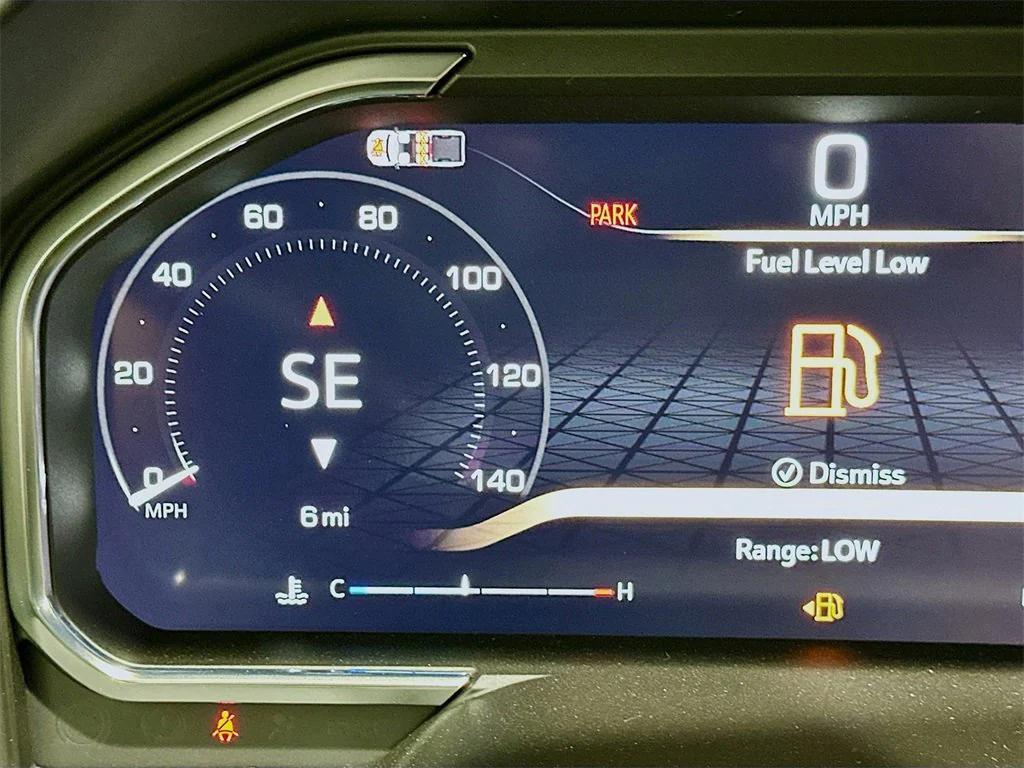 0
MPH
PARK
Fuel Level Low
60
80
40
100
20
SE
120
0
140
MPH
6 mi
Dismiss
Range: LOW
C
H